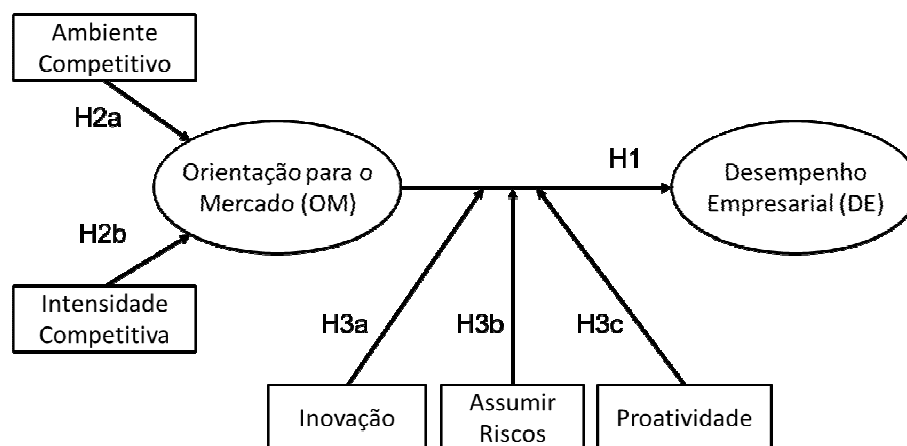 Ambiente
Competitivo
H2a
Orientação para o
Mercado (OM)
H1
Desempenho
Empresarial (DE)
H2b
Intensidade
Competitiva
H3a
H3b
H3c
Inovação
Assumir
Riscos
Proatividade